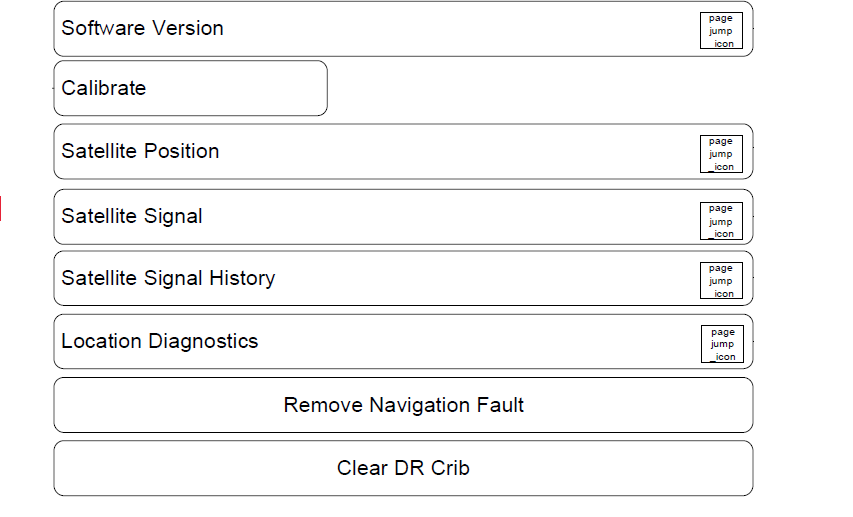 Software Version
page
jump
_icon
Calibrate
Satellite Position
page
jump
_icon
Satellite Signal
page
jump
_icon
Satellite Signal History
page
jump
_icon
Location Diagnostics
page
jump
_icon
Remove Navigation Fault
Clear DR Crib